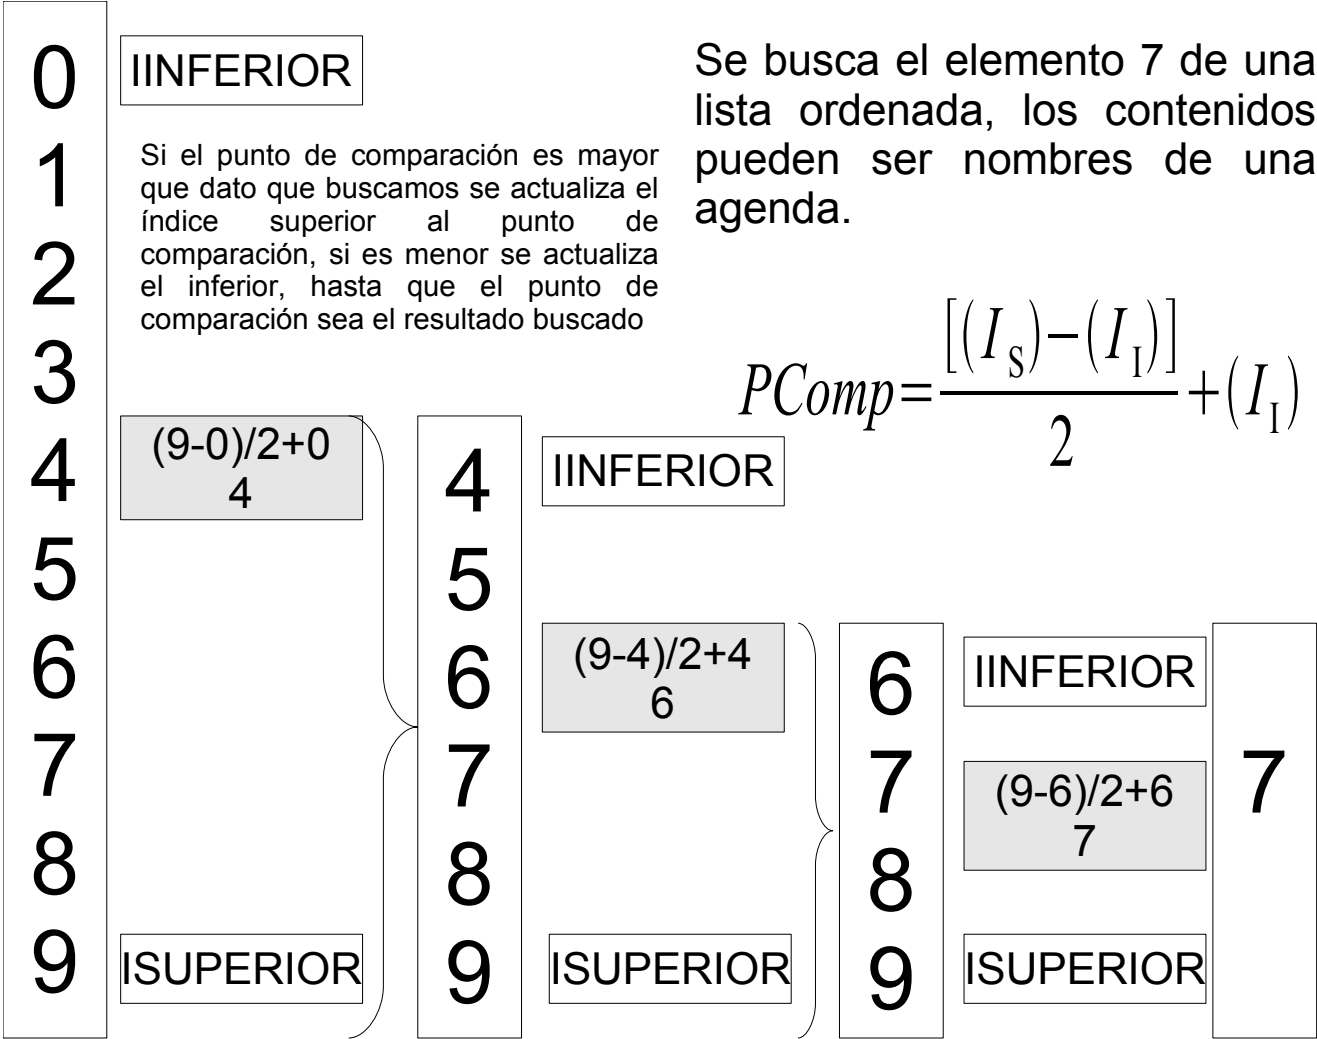 0
1
2
3
4
5
6
7
8
9
IINFERIOR
Si el punto de comparación es mayor
que dato que buscamos se actualiza el
índice superior al punto de
comparación, si es menor se actualiza
el inferior, hasta que el punto de
comparación sea el resultado buscado
Se busca el elemento 7 de una
lista ordenada, los contenidos
pueden ser nombres de una
agenda.
PComp=[(I_S)−(I_I)]/2+(I_I)
(9-0)/2+0
4
ISUPERIOR
4
5
6
7
8
9
IINFERIOR
(9-4)/2+4
6
ISUPERIOR
6
7
8
9
IINFERIOR
(9-6)/2+6
7
ISUPERIOR
7